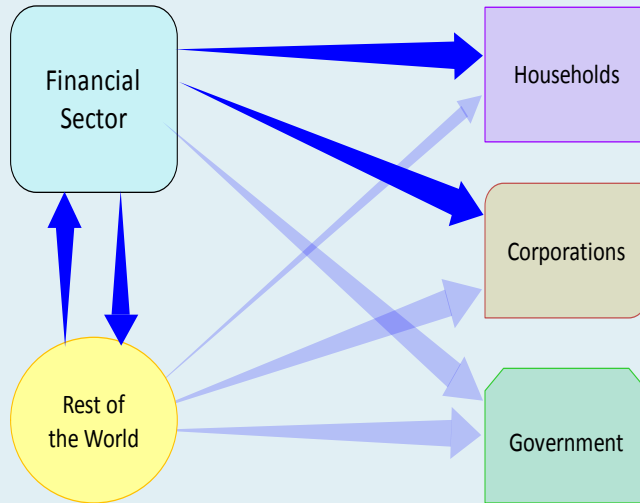 Financial
Sector
Households
Corporations
Rest of
the World
Government